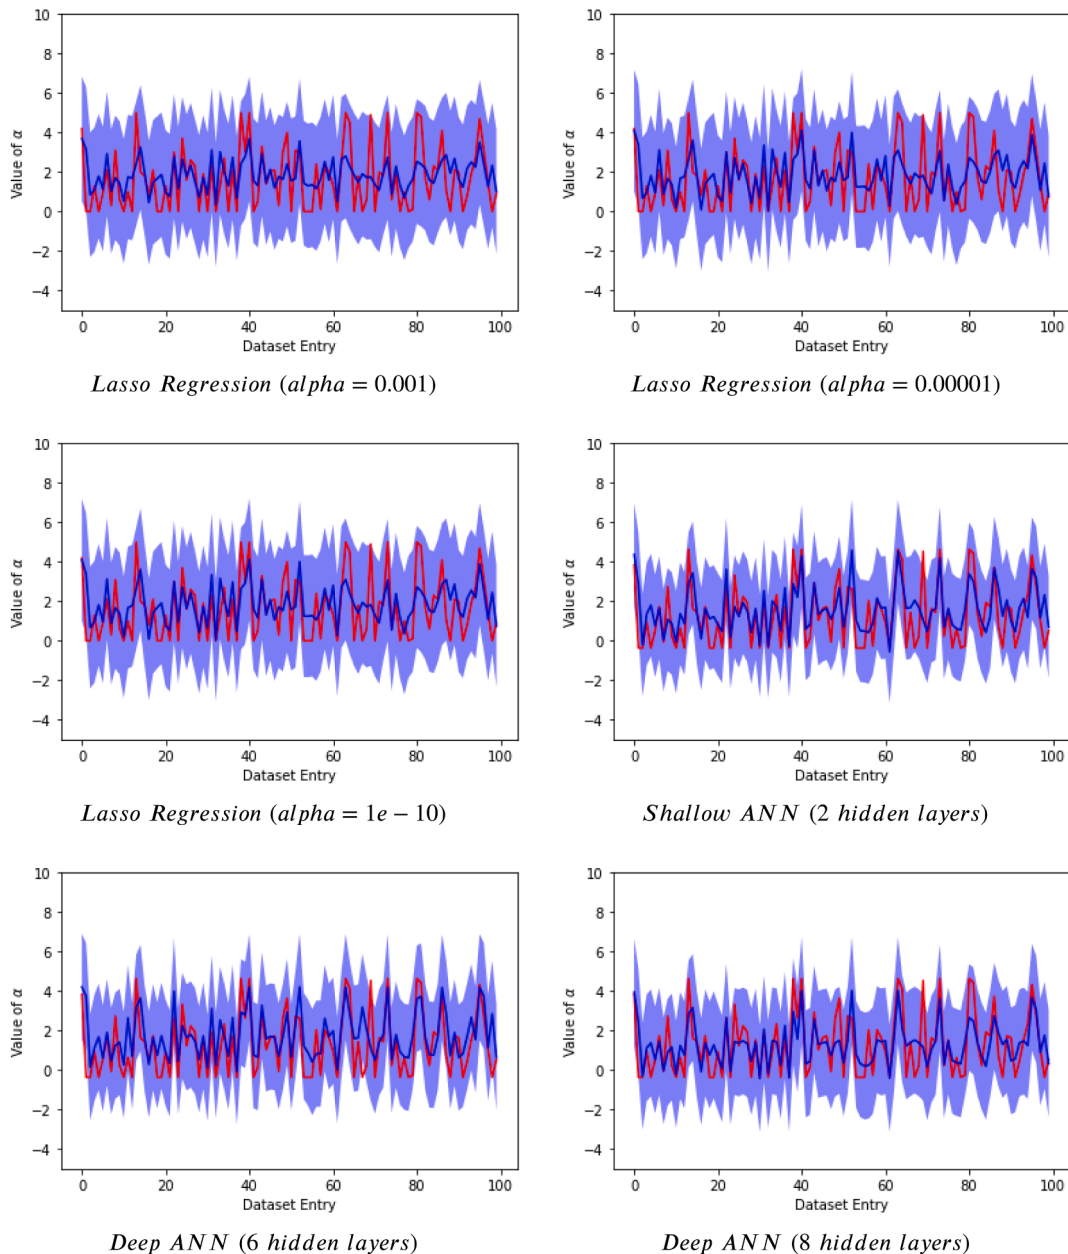 10
8
6
4
2
0
−2
−4
Value of α
0 20 40 60 80 100
Dataset Entry
Lasso Regression (alpha = 0.001)
10
8
6
4
2
0
−2
−4
Value of α
0 20 40 60 80 100
Dataset Entry
Lasso Regression (alpha = 0.00001)
10
8
6
4
2
0
−2
−4
Value of α
0 20 40 60 80 100
Dataset Entry
Lasso Regression (alpha = 1e − 10)
10
8
6
4
2
0
−2
−4
Value of α
0 20 40 60 80 100
Dataset Entry
Shallow ANN (2 hidden layers)
10
8
6
4
2
0
−2
−4
Value of α
0 20 40 60 80 100
Dataset Entry
Deep ANN (6 hidden layers)
10
8
6
4
2
0
−2
−4
Value of α
0 20 40 60 80 100
Dataset Entry
Deep ANN (8 hidden layers)